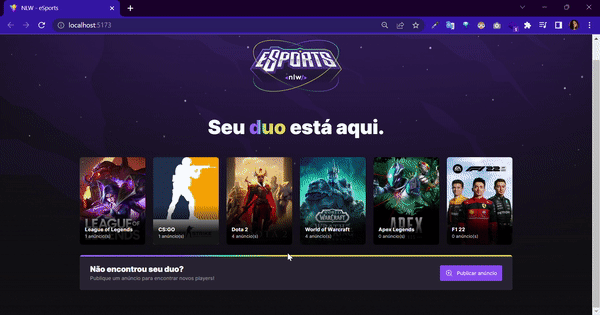 NLW - eSports
localhost:5173
ESPORTS
nlw/
Seu duo está aqui.
LEAGUE OF
LEGENDS
League of Legends
1 anúncio(s)
CS:GO
1 anúncio(s)
Dota 2
4 anúncio(s)
WORLD
WARCRAFT
World of Warcraft
4 anúncio(s)
APEX
Apex Legends
0 anúncio(s)
F1 22
F1 22
0 anúncio(s)
Não encontrou seu duo?
Publique um anúncio para encontrar novos players!
Publicar anúncio